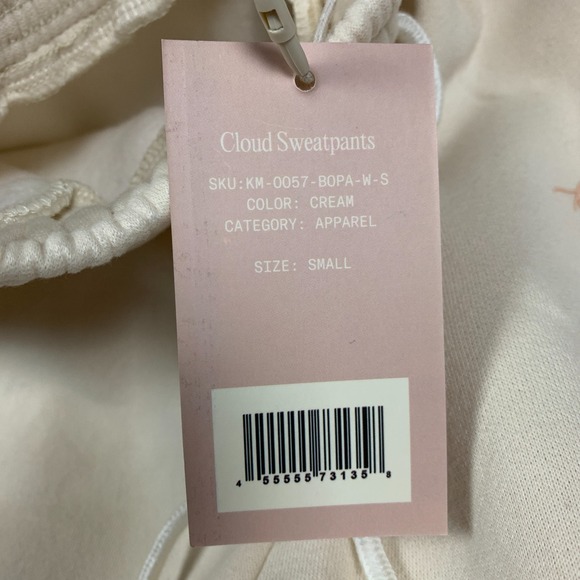 Cloud Sweatpants
SKU:KM-0057-BOPA-W-S
COLOR: CREAM
CATEGORY: APPAREL
SIZE: SMALL
4 55555 73135 8